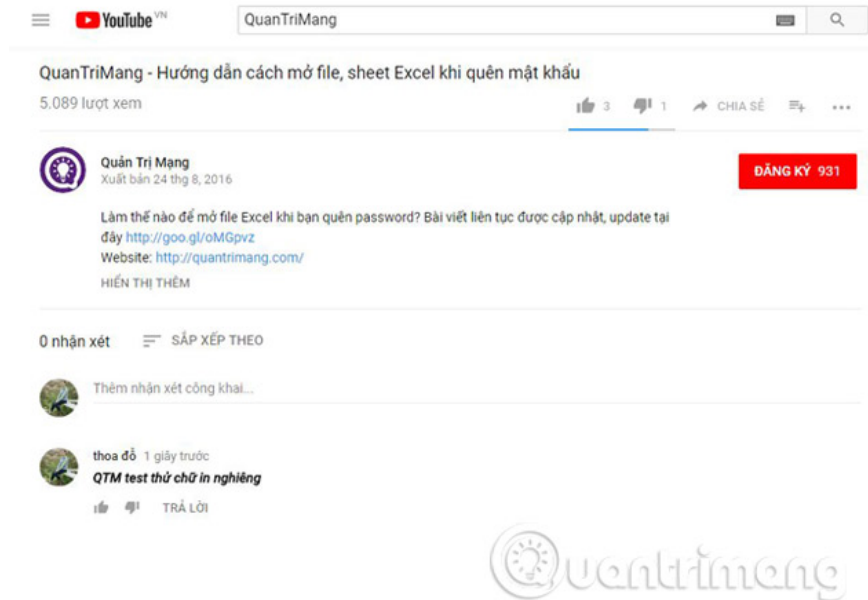 YouTube VN
QuanTriMang
QuanTriMang - Hướng dẫn cách mở file, sheet Excel khi quên mật khẩu
5.089 lượt xem
3 1 CHIA SẺ
Quản Trị Mạng
Xuất bản 24 thg 8, 2016
ĐĂNG KÝ 931
Làm thế nào để mở file Excel khi bạn quên password? Bài viết liên tục được cập nhật, update tại
đây http://goo.gl/oMGpvz
Website: http://quantrimang.com/
HIỂN THỊ THÊM
0 nhận xét SẮP XẾP THEO
Thêm nhận xét công khai...
thoa đỗ 1 giây trước
QTM test thử chữ in nghiêng
TRẢ LỜI
Quantrimang